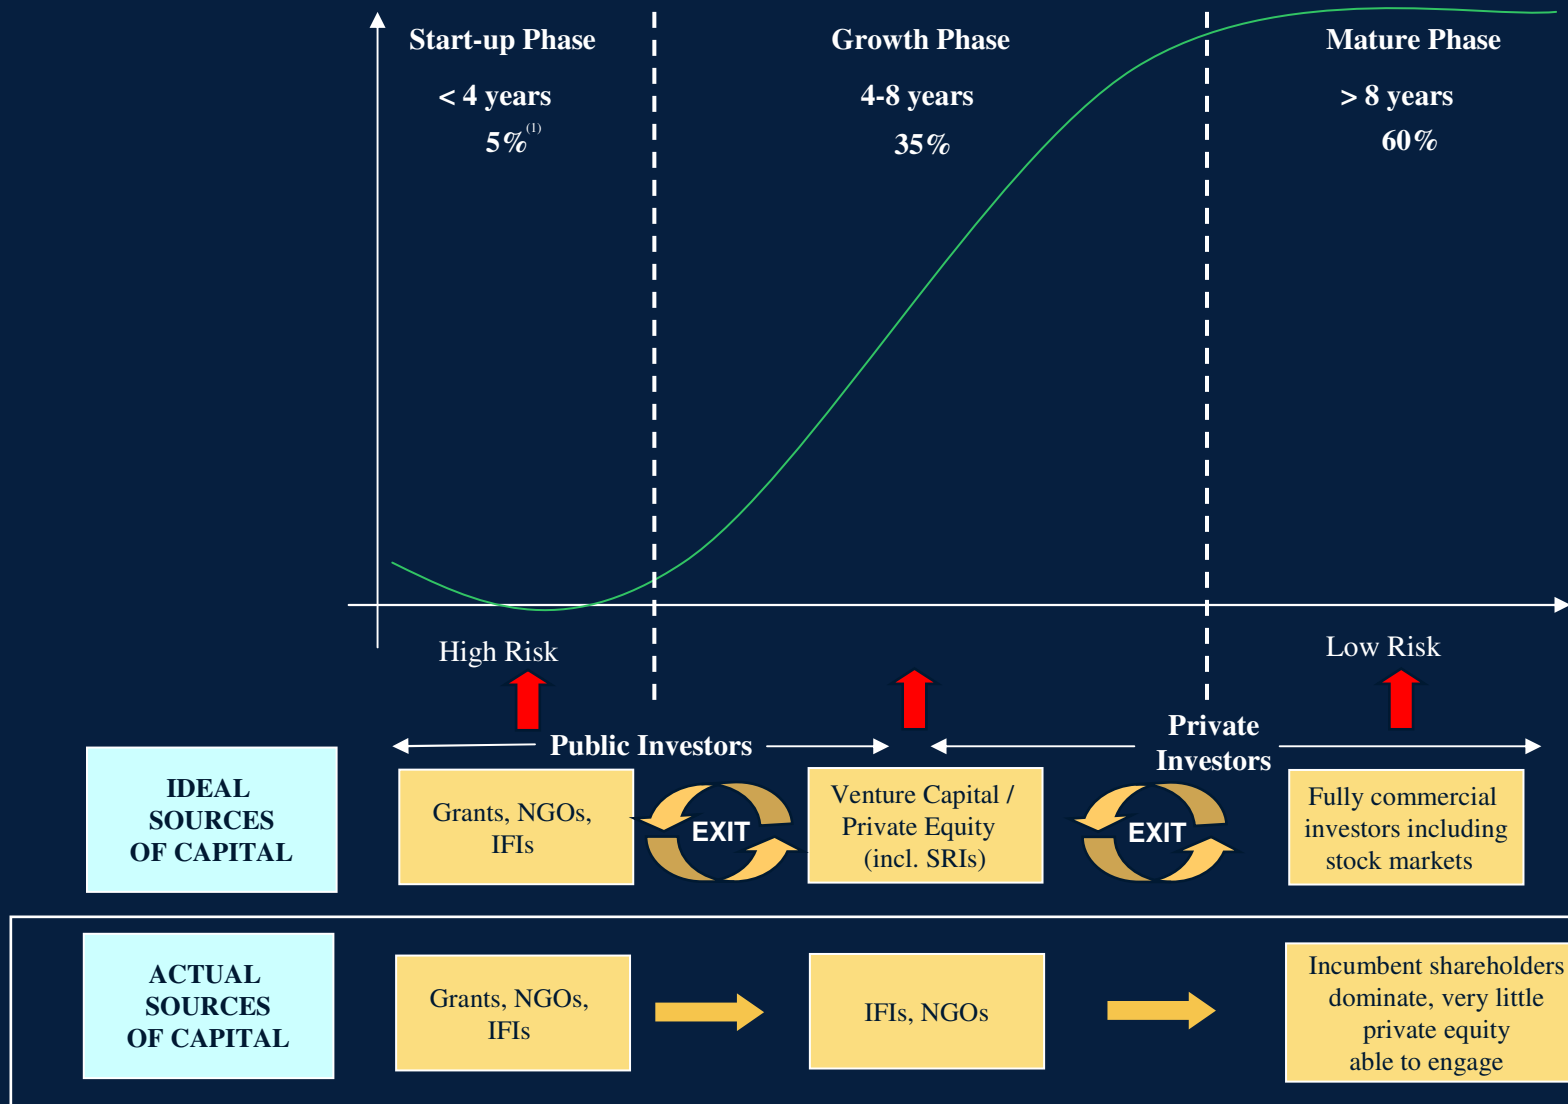 Start-up Phase
< 4 years
5%(1)
Growth Phase
4-8 years
35%
Mature Phase
> 8 years
60%
High Risk
Low Risk
Public Investors
Private
Investors
IDEAL
SOURCES
OF CAPITAL
Grants, NGOs,
IFIs
EXIT
Venture Capital /
Private Equity
(incl. SRIs)
EXIT
Fully commercial
investors including
stock markets
ACTUAL
SOURCES
OF CAPITAL
Grants, NGOs,
IFIs
IFIs, NGOs
Incumbent shareholders
dominate, very little
private equity
able to engage